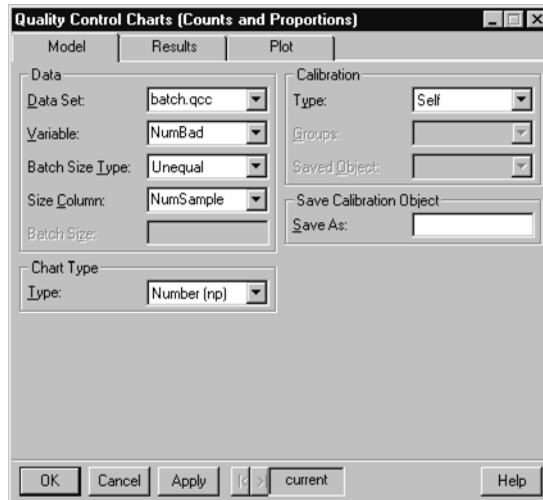 Quality Control Charts (Counts and Proportions)
Model Results Plot
Data
Data Set: batch.qcc
Variable: NumBad
Batch Size Type: Unequal
Size Column: NumSample
Batch Size:
Chart Type
Type: Number (np)
Calibration
Type: Self
Groups:
Saved Object:
Save Calibration Object
Save As:
OK Cancel Apply current Help